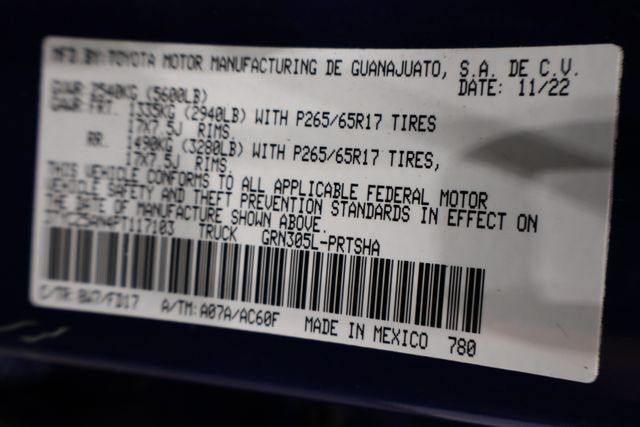 MFD.BY:TOYOTA MOTOR MANUFACTURING DE GUANAJUATO, S.A. DE C.V.
DATE: 11/22
GVWR 2540KG (5600LB)
GAWR FRT. 1335KG (2940LB) WITH P265/65R17 TIRES
17X7.5J RIMS,
RR. 1490KG (3280LB) WITH P265/65R17 TIRES,
17X7.5J RIMS.
THIS VEHICLE CONFORMS TO ALL APPLICABLE FEDERAL MOTOR
VEHICLE SAFETY AND THEFT PREVENTION STANDARDS IN EFFECT ON
THE DATE OF MANUFACTURE SHOWN ABOVE.
TRUCK GRN305L-PRTSHA
C/TR: 8W7/FD17 A/TM: A07A/AC60F MADE IN MEXICO 780